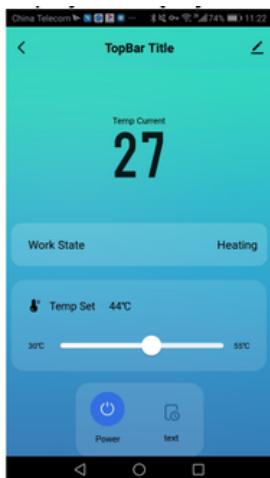 China Telecom 74% 11:22
TopBar Title
Temp Current
27
Work State Heating
Temp Set 44℃
30℃ 55℃
Power text